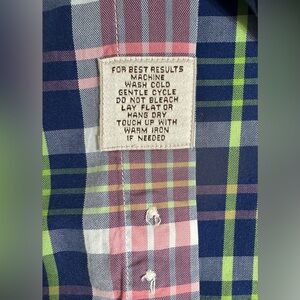 FOR BEST RESULTS
MACHINE
WASH COLD
GENTLE CYCLE
DO NOT BLEACH
LAY FLAT OR
HANG DRY
TOUCH UP WITH
WARM IRON
IF NEEDED